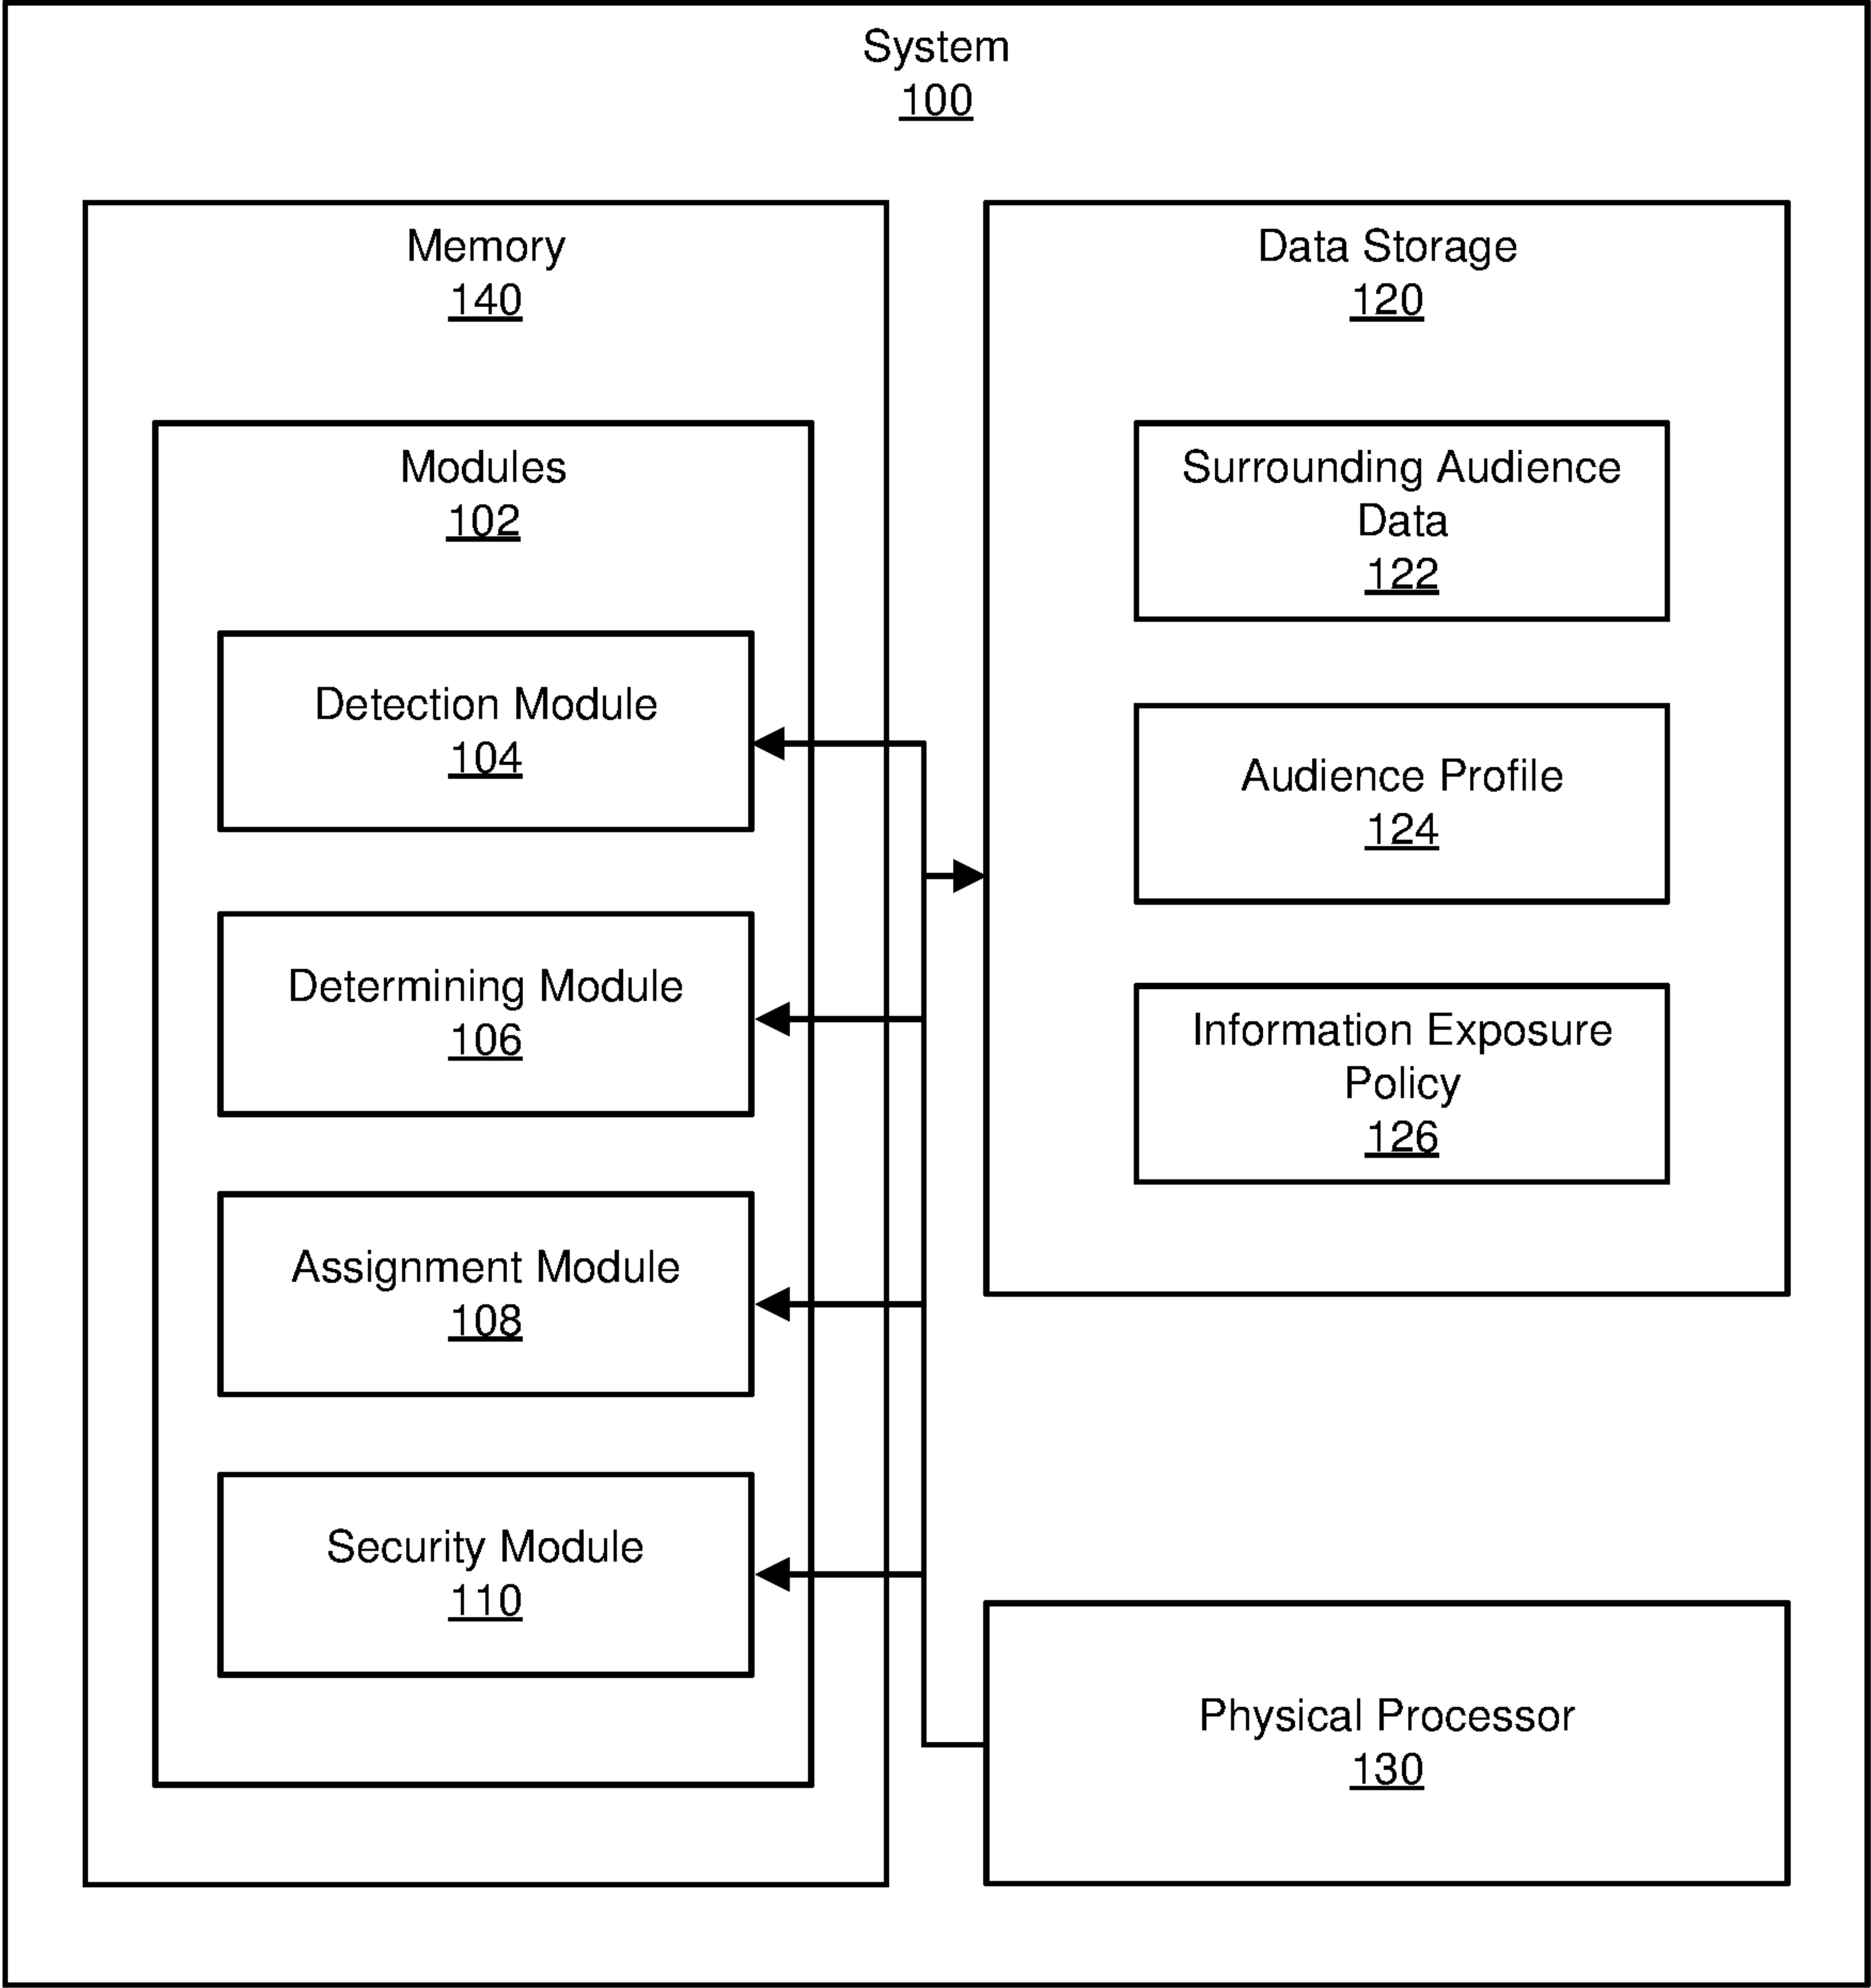 System
100
Memory
140
Modules
102
Detection Module
104
Determining Module
106
Assignment Module
108
Security Module
110
Data Storage
120
Surrounding Audience
Data
122
Audience Profile
124
Information Exposure
Policy
126
Physical Processor
130